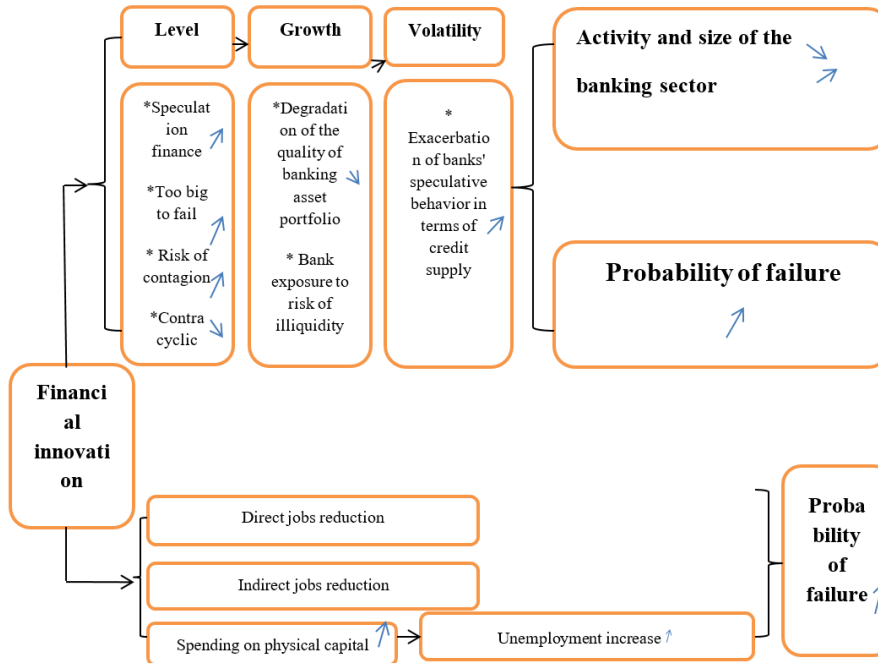 Level
Growth
Volatility
*Speculat
ion
finance
*Too big
to fail
* Risk of
contagion
*Contra
cyclic
*Degradati
on of the
quality of
banking
asset
portfolio
* Bank
exposure to
risk of
illiquidity
*
Exacerbatio
n of banks'
speculative
behavior in
terms of
credit
supply
Activity and size of the
banking sector
Probability of failure
Financi
al
innovati
on
Direct jobs reduction
Indirect jobs reduction
Spending on physical capital
Unemployment increase
Proba
bility
of
failure